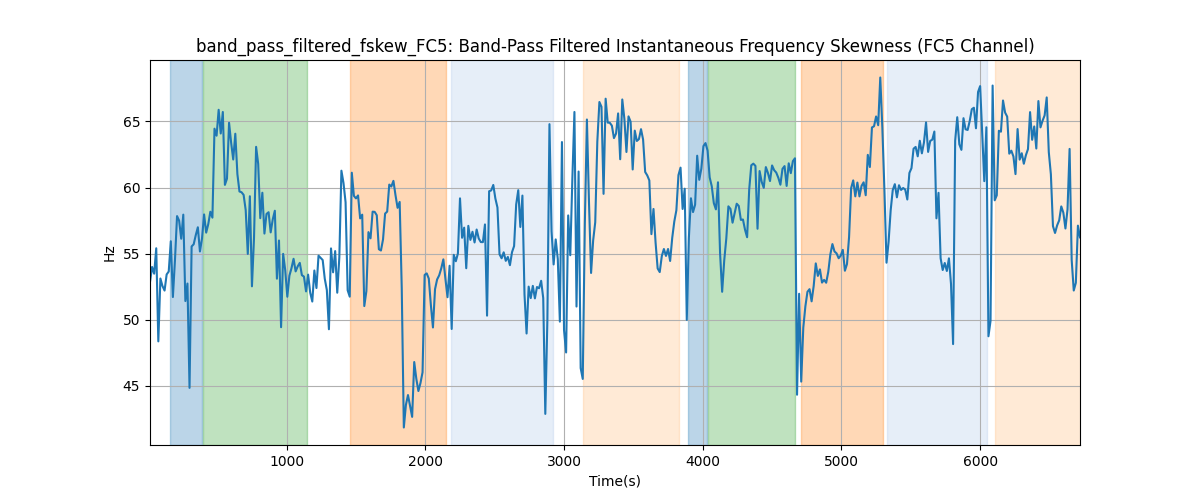 band_pass_filtered_fskew_FC5: Band-Pass Filtered Instantaneous Frequency Skewness (FC5 Channel)
Hz
65
60
55
50
45
1000 2000 3000 4000 5000 6000
Time(s)